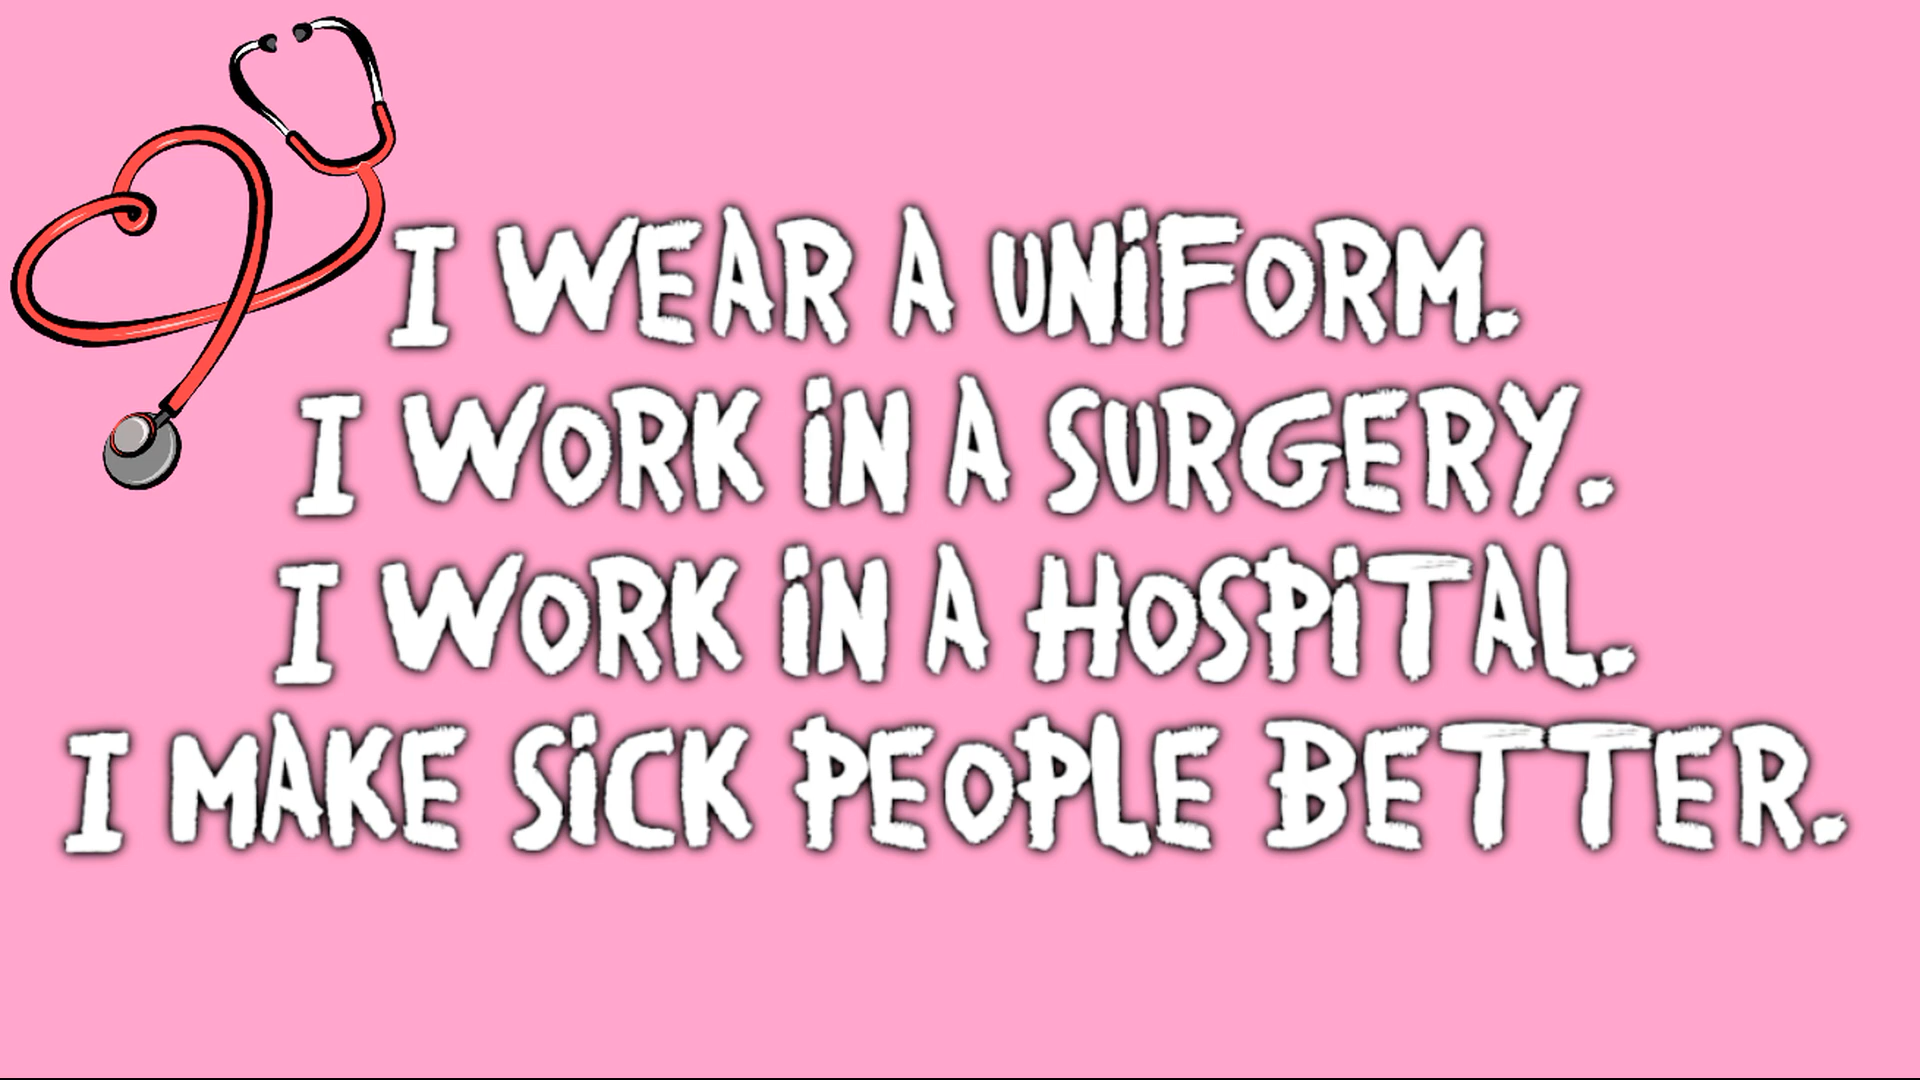 I WEAR A UNIFORM.
I WORK IN A SURGERY.
I WORK IN A HOSPITAL.
I MAKE SICK PEOPLE BETTER.